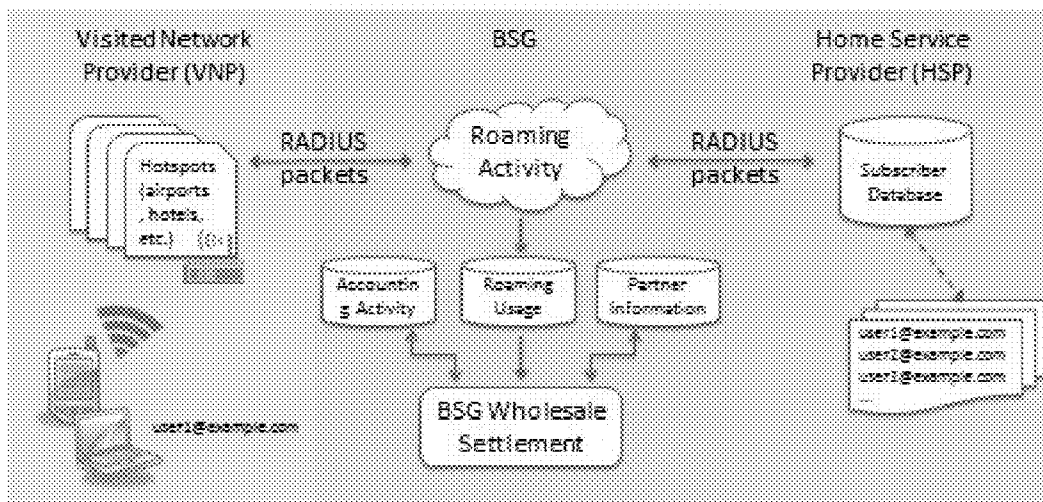 Visited Network
Provider (VNP)
BSG
Home Service
Provider (HSP)
Hotspots
(airports
, hotels,
etc.)
RADIUS
packets
Roaming
Activity
RADIUS
packets
Subscriber
Database
Accountin
g Activity
Roaming
Usage
Partner
Information
BSG Wholesale
Settlement
user1@example.com
user1@example.com
user2@example.com
user3@example.com
...